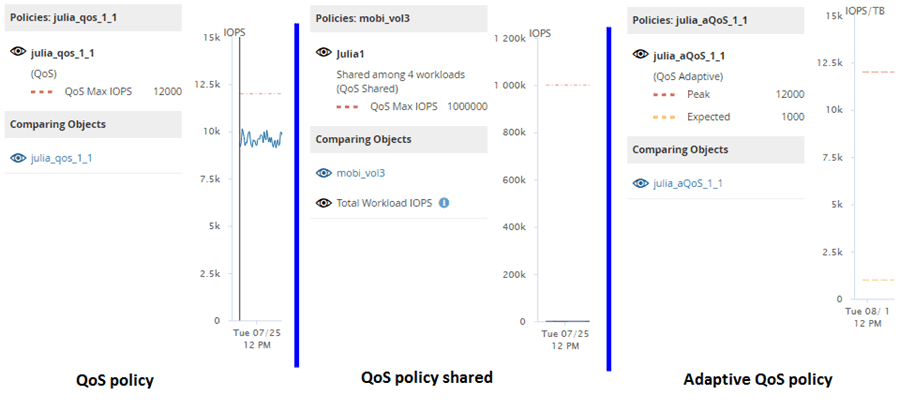 Policies: julia_qos_1_1
julia_qos_1_1
(QoS)
QoS Max IOPS 12000
Comparing Objects
julia_qos_1_1
IOPS
15k
12.5k
10k
7.5k
5k
2.5k
0
Tue 07/25
12 PM
QoS policy
Policies: mobi_vol3
Julia1
Shared among 4 workloads
(QoS Shared)
QoS Max IOPS 1000000
Comparing Objects
mobi_vol3
Total Workload IOPS i
IOPS
1 200k
1 000k
800k
600k
400k
200k
0
Tue 07/25
12 PM
QoS policy shared
Policies: julia_aQoS_1_1
julia_aQoS_1_1
(QoS Adaptive)
Peak 12000
Expected 1000
Comparing Objects
julia_aQoS_1_1
IOPS/TB
15k
12.5k
10k
7.5k
5k
2.5k
0
Tue 08/ 1
12 PM
Adaptive QoS policy